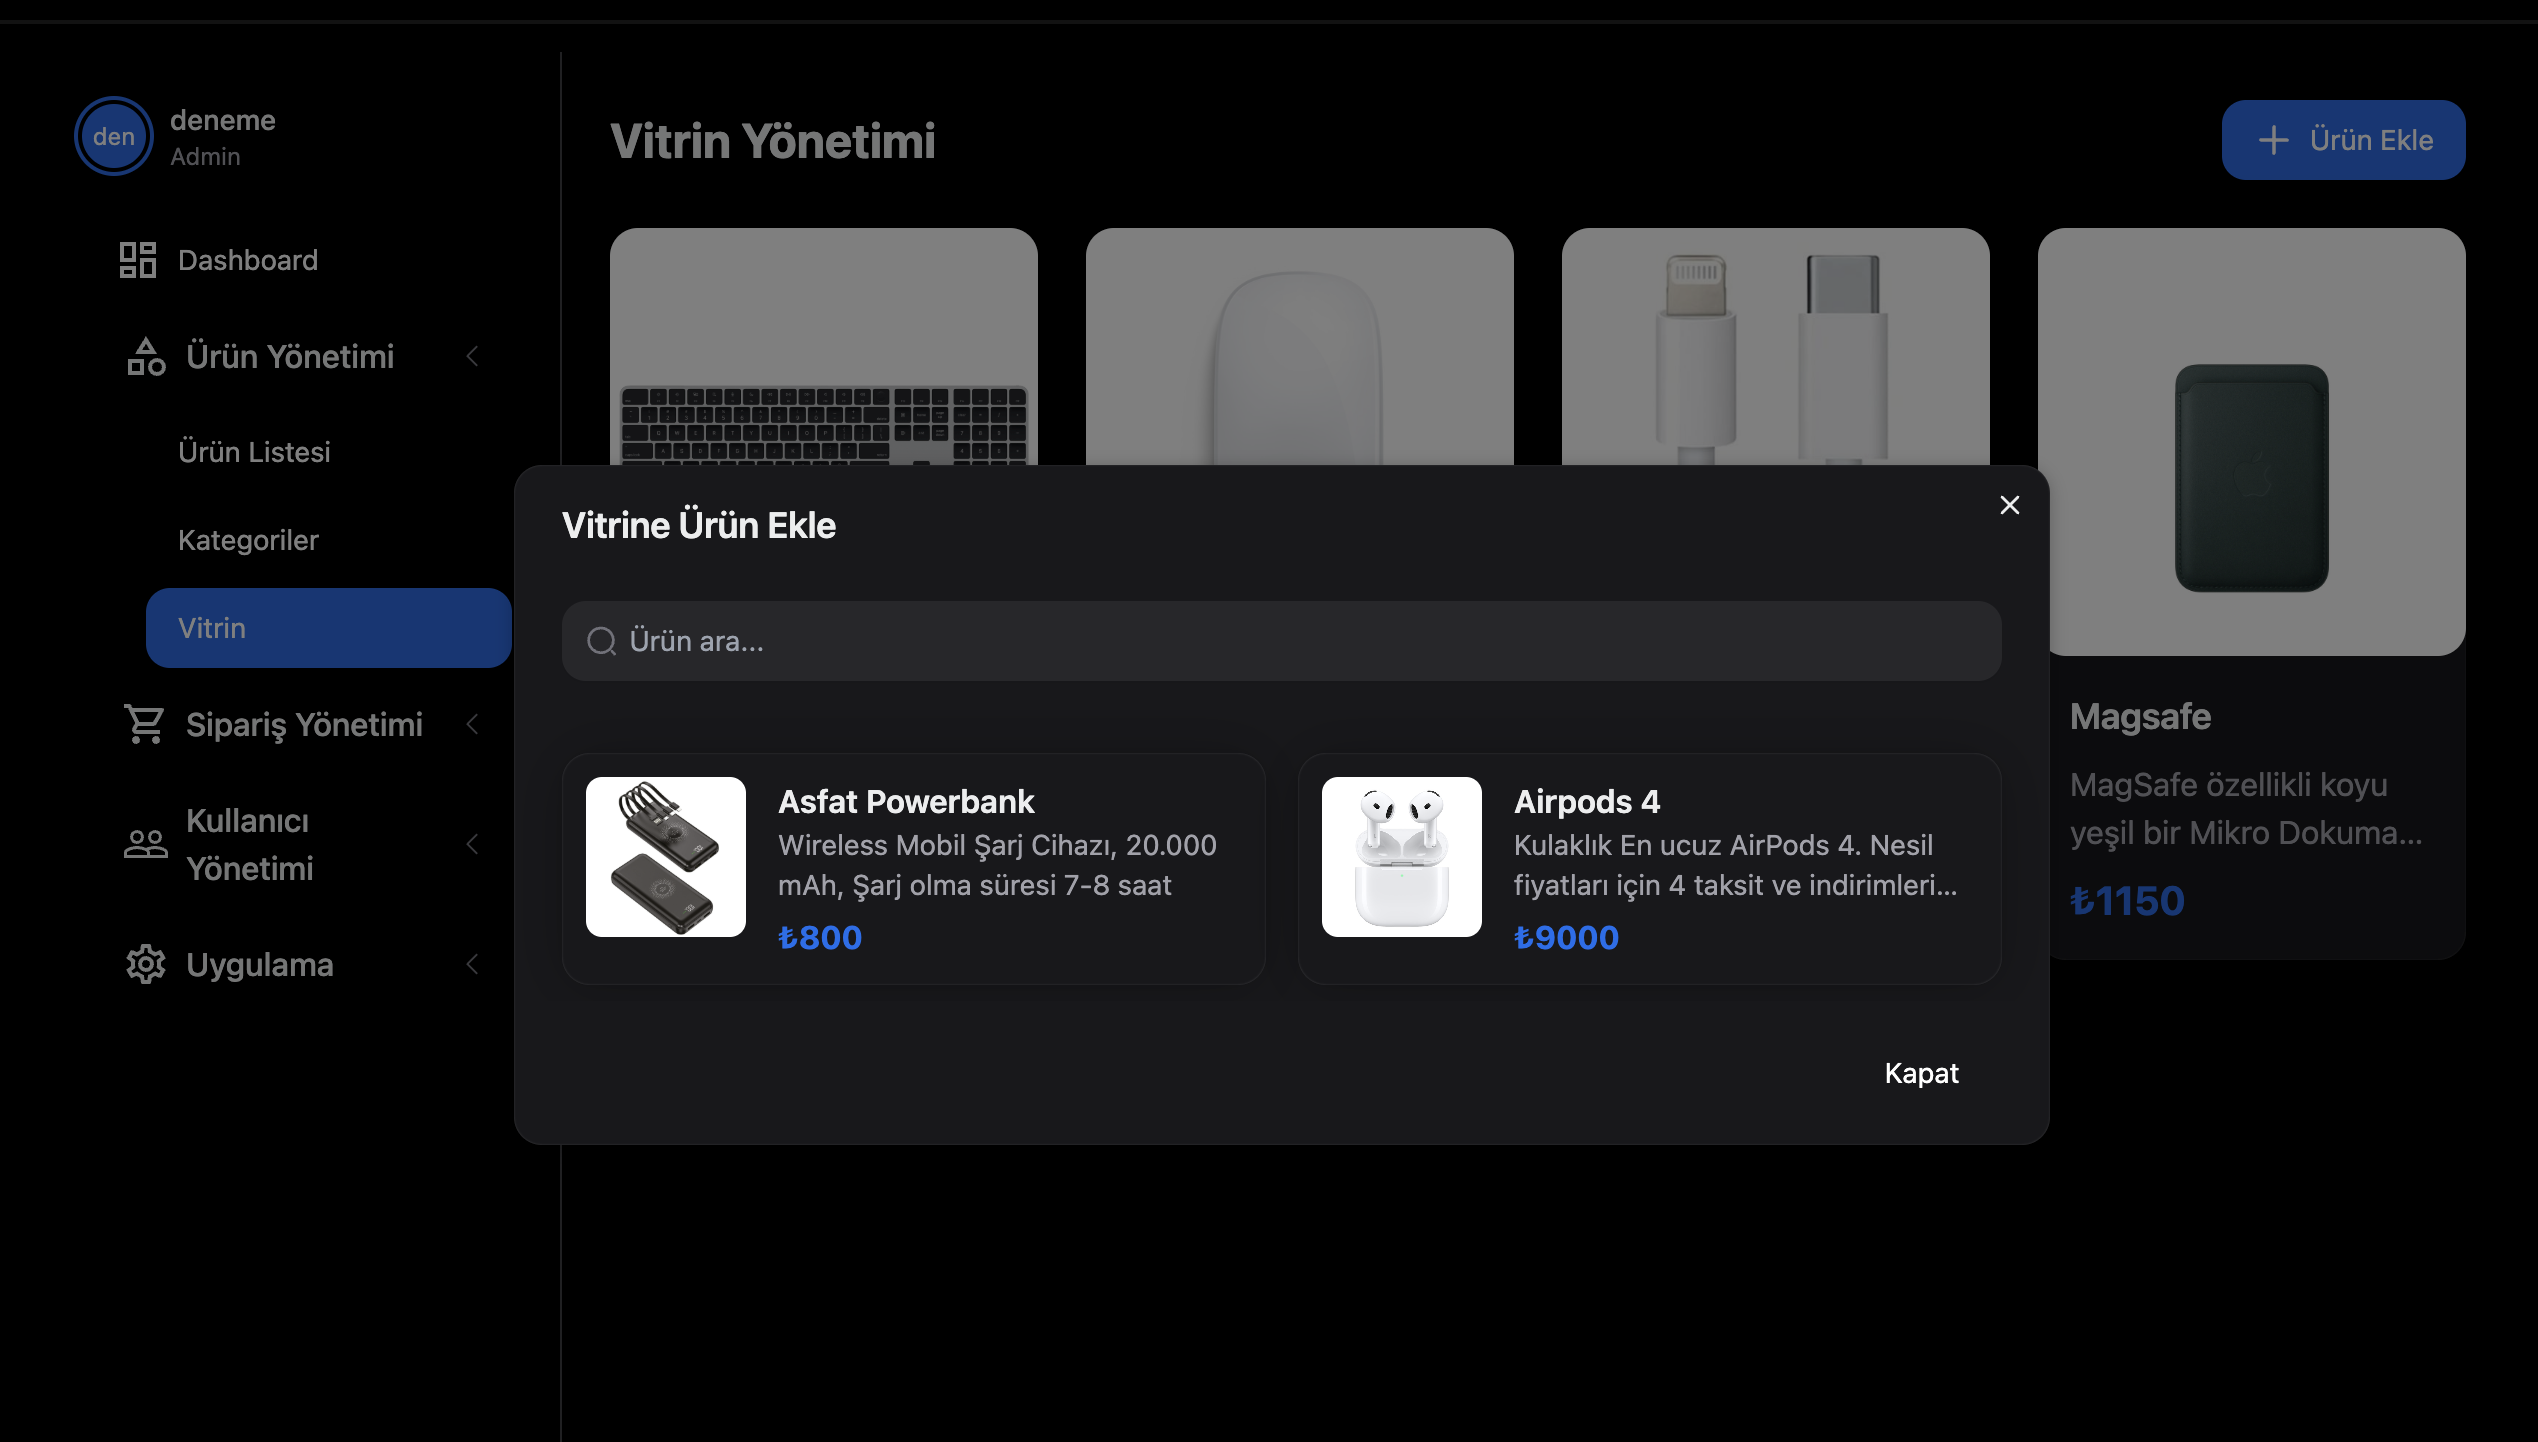 den
deneme
Admin
Dashboard
Ürün Yönetimi
Ürün Listesi
Kategoriler
Vitrin
Sipariş Yönetimi
Kullanıcı
Yönetimi
Uygulama
Vitrin Yönetimi
Ürün Ekle
Magsafe
MagSafe özellikli koyu
yeşil bir Mikro Dokuma...
₺1150
Vitrine Ürün Ekle
Ürün ara...
Asfat Powerbank
Wireless Mobil Şarj Cihazı, 20.000
mAh, Şarj olma süresi 7-8 saat
₺800
Airpods 4
Kulaklık En ucuz AirPods 4. Nesil
fiyatları için 4 taksit ve indirimleri...
₺9000
Kapat